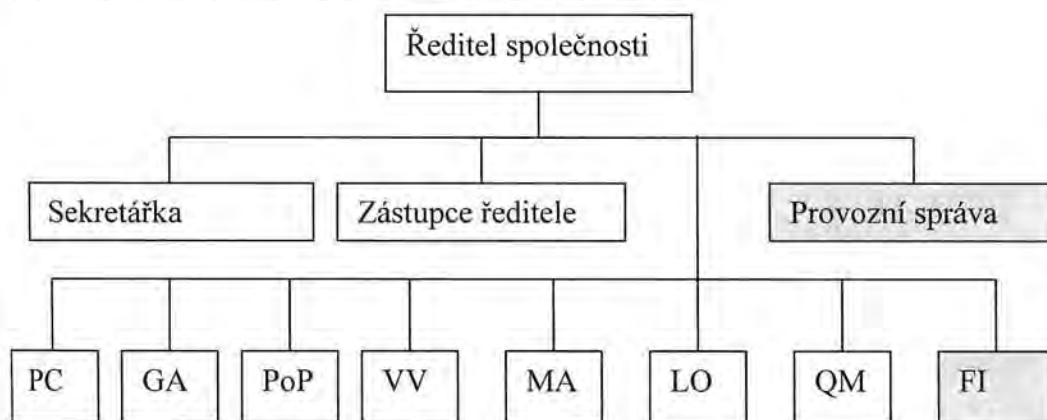 Ředitel společnosti
Sekretářka
Zástupce ředitele
Provozní správa
PC
GA
PoP
VV
MA
LO
QM
FI